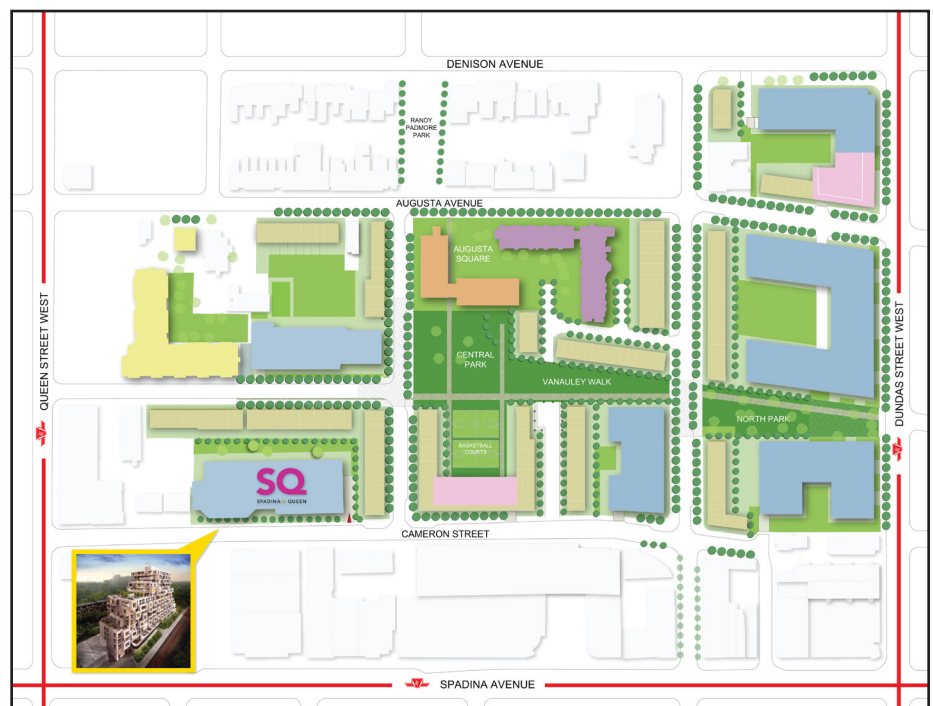 DENISON AVENUE
RANDY
PADMORE
PARK
AUGUSTA AVENUE
AUGUSTA
SQUARE
QUEEN STREET WEST
DUNDAS STREET WEST
CENTRAL
PARK
VANAULEY WALK
NORTH PARK
BASKETBALL
COURTS
SQ
SPADINA QUEEN
CAMERON STREET
SPADINA AVENUE